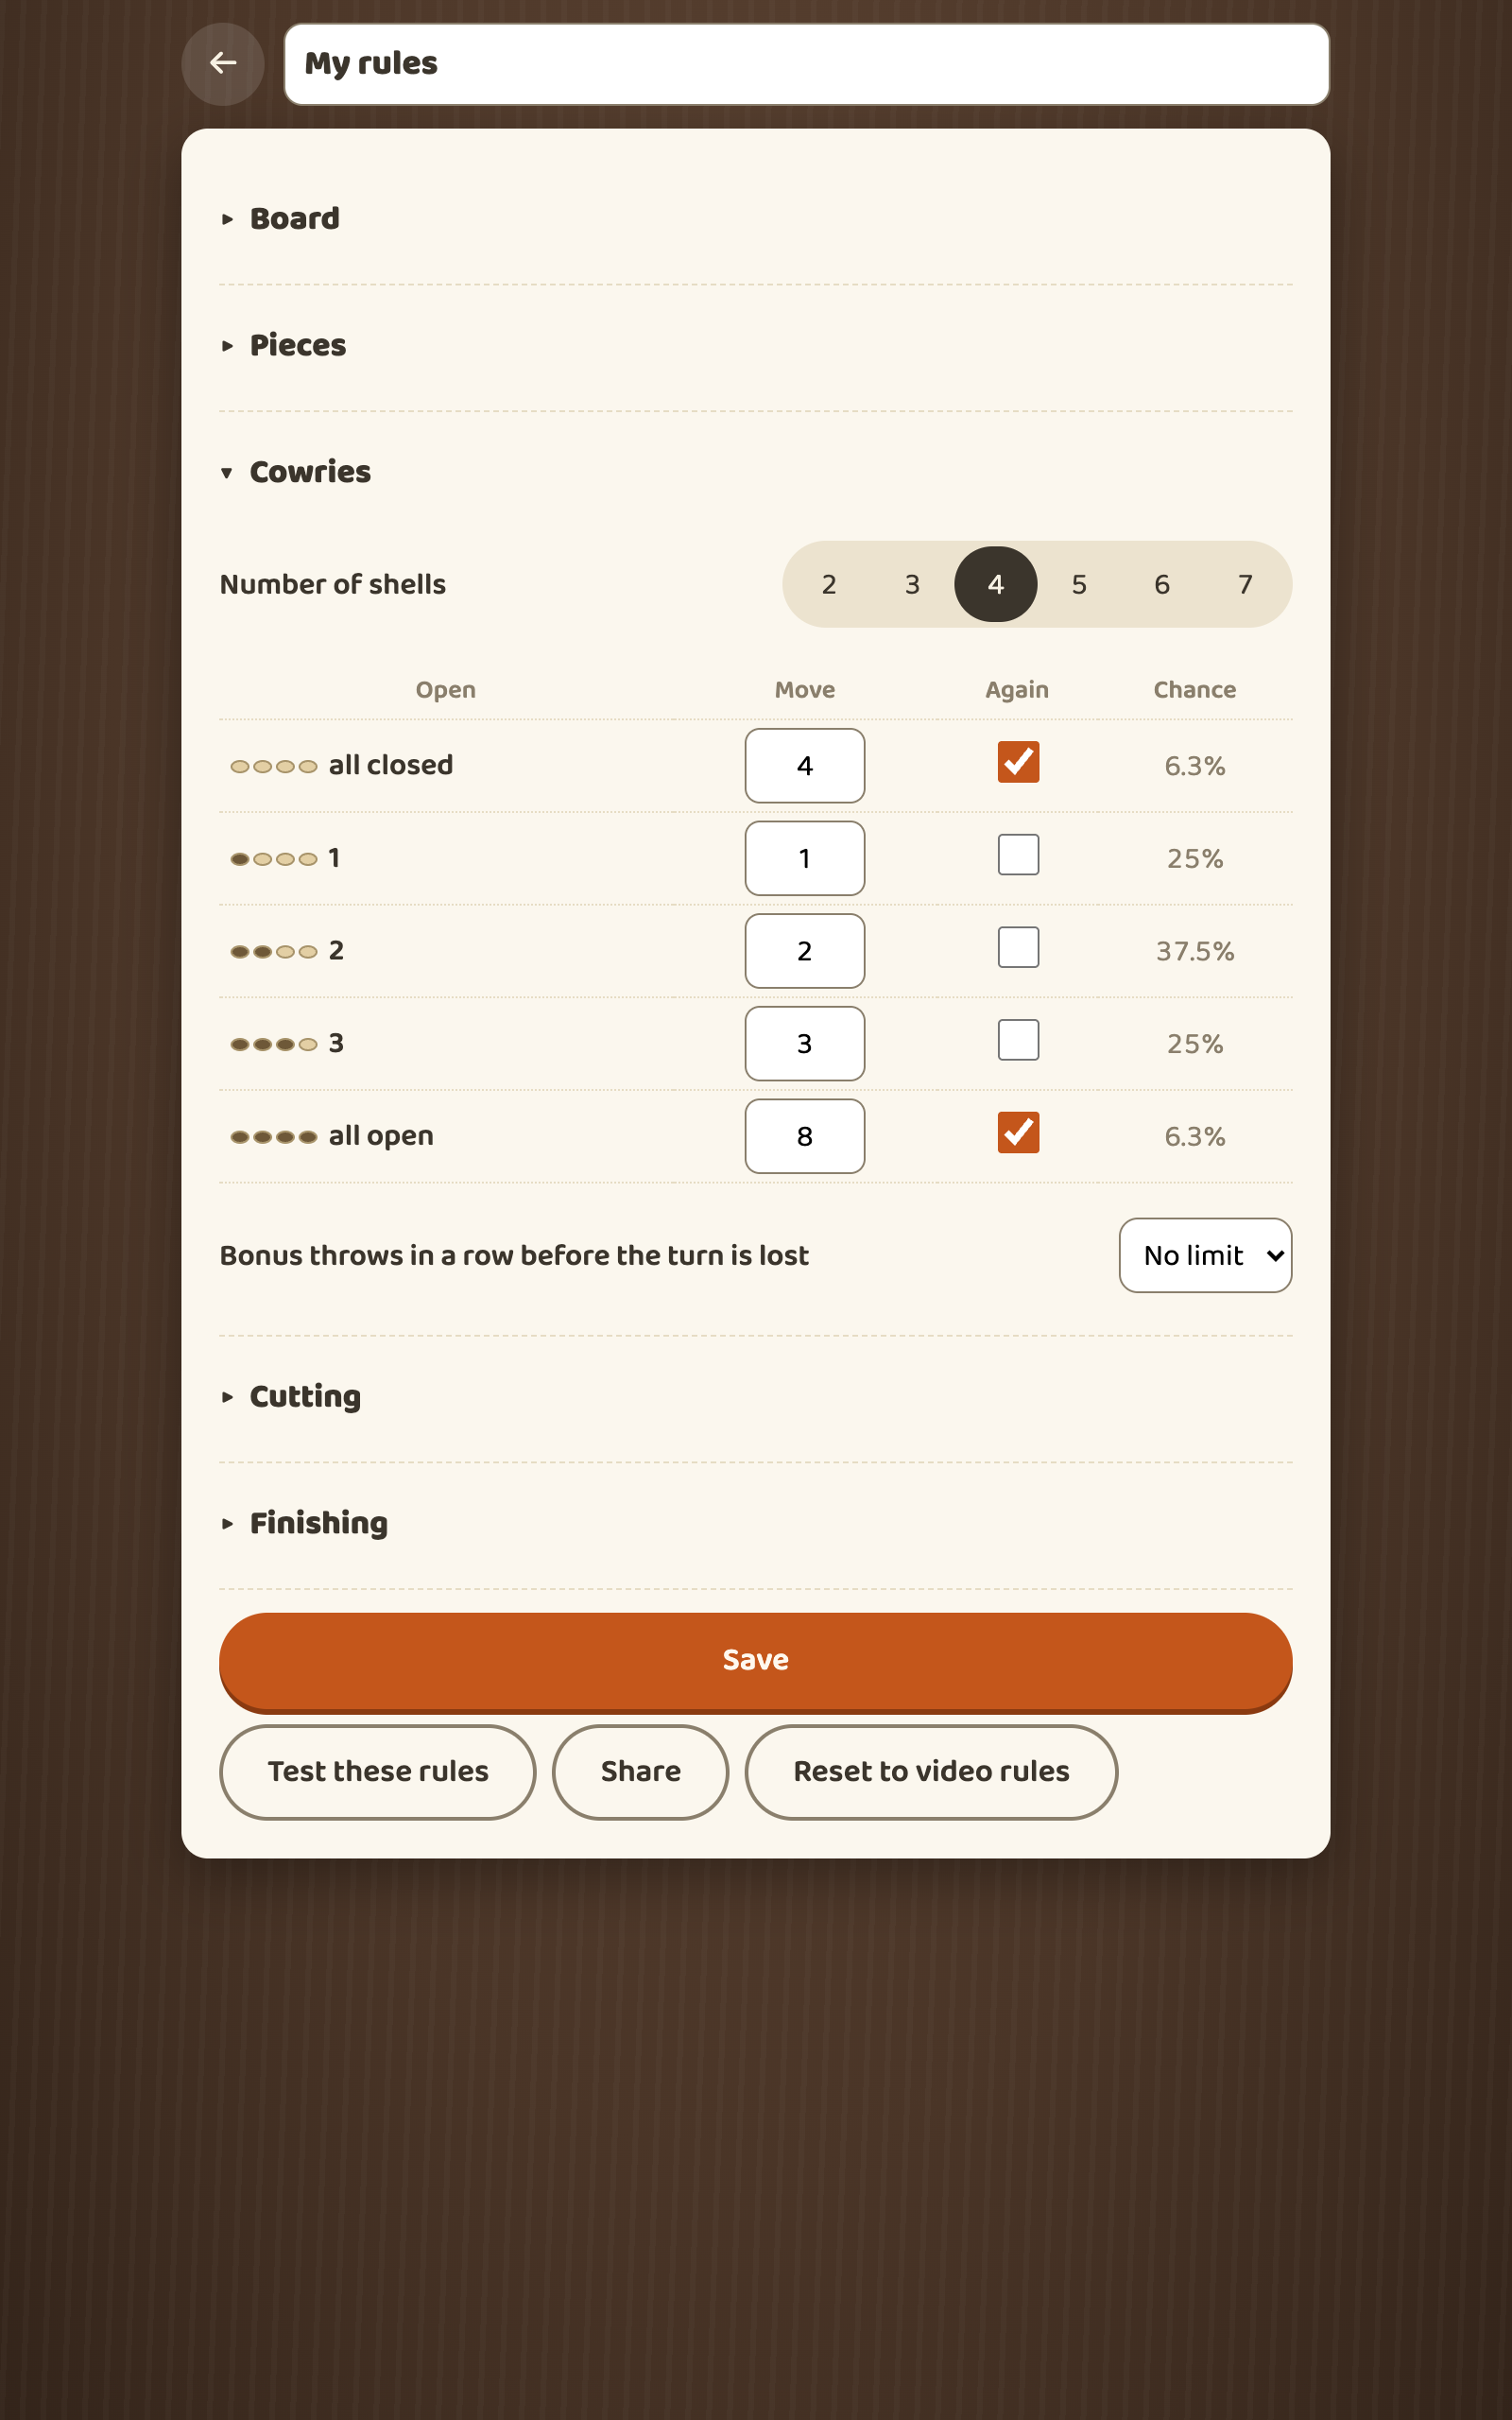 My rules
Board
Pieces
Cowries
Number of shells 2 3 4 5 6 7
Open Move Again Chance
all closed 4 6.3%
1 1 25%
2 2 37.5%
3 3 25%
all open 8 6.3%
Bonus throws in a row before the turn is lost No limit
Cutting
Finishing
Save
Test these rules Share Reset to video rules